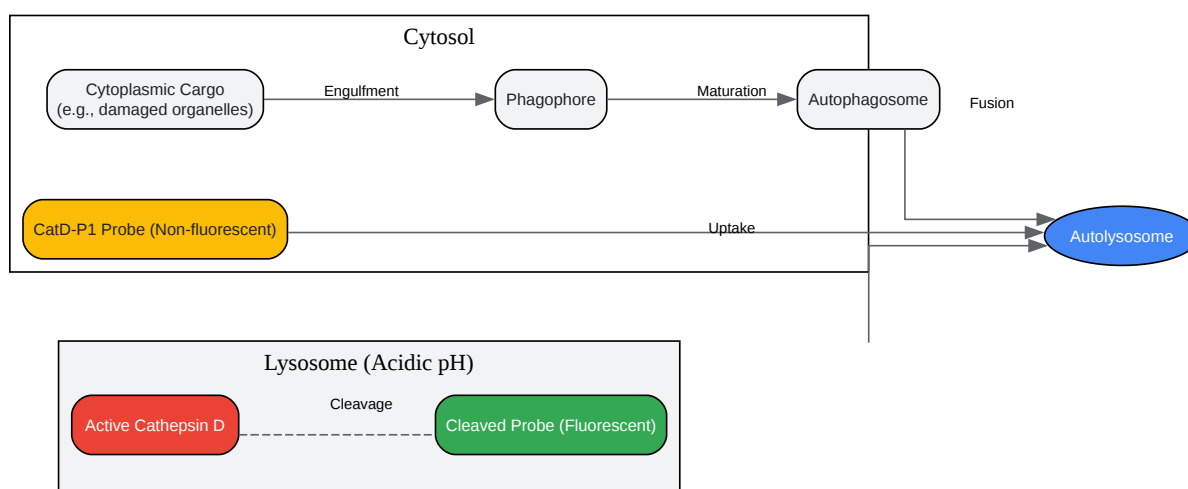 Cytosol
Cytoplasmic Cargo
(e.g., damaged organelles)
Engulfment
Phagophore
Maturation
Autophagosome
Fusion
CatD-P1 Probe (Non-fluorescent)
Uptake
Autolysosome
Lysosome (Acidic pH)
Active Cathepsin D
Cleavage
Cleaved Probe (Fluorescent)